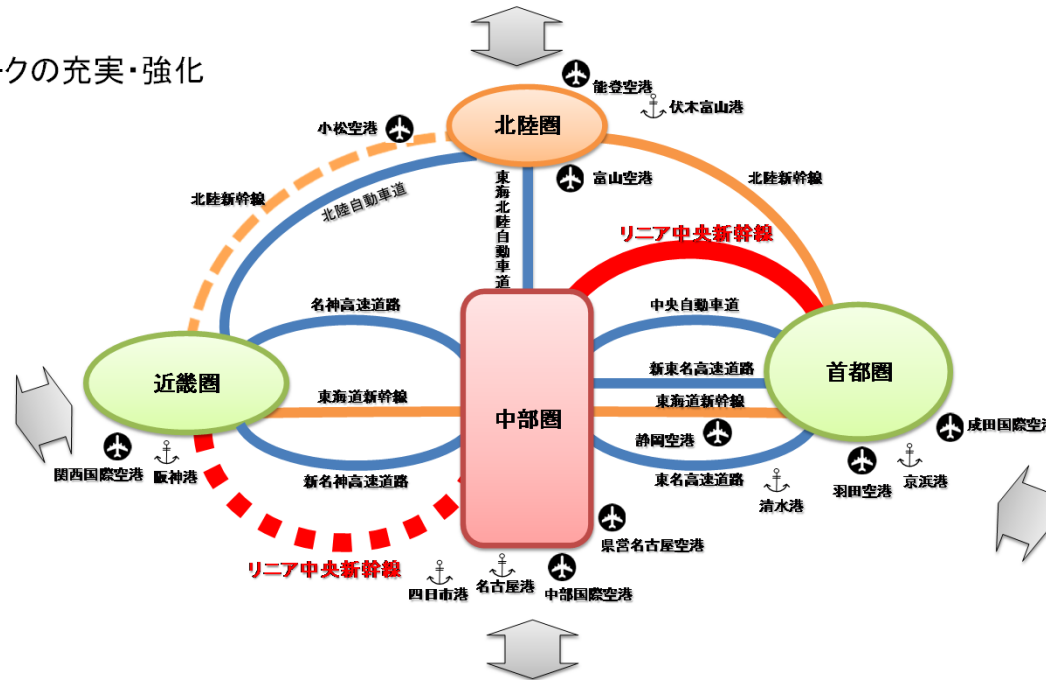 ークの充実・強化
能登空港
伏木富山港
小松空港
北陸圏
富山空港
北陸新幹線
北陸自動車道
東海北陸自動車道
北陸新幹線
リニア中央新幹線
名神高速道路
中央自動車道
近畿圏
東海道新幹線
中部圏
新東名高速道路
東海道新幹線
首都圏
静岡空港
成田国際空港
関西国際空港
阪神港
新名神高速道路
東名高速道路
清水港
羽田空港
京浜港
県営名古屋空港
リニア中央新幹線
四日市港
名古屋港
中部国際空港